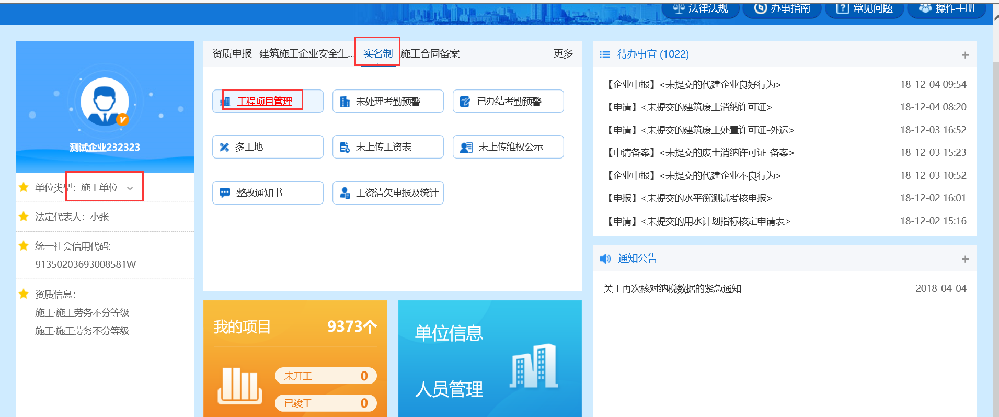 法律法规 办事指南 常见问题 操作手册
测试企业232323
单位类型：施工单位
法定代表人：小张
统一社会信用代码:
91350203693008581W
资质信息：
施工·施工劳务不分等级
施工·施工劳务不分等级
资质申报 建筑施工企业安全生... 实名制 施工合同备案 更多
工程项目管理 未处理考勤预警 已办结考勤预警
多工地 未上传工资表 未上传维权公示
整改通知书 工资清欠申报及统计
我的项目 9373个
未开工 0
已竣工 0
单位信息
人员管理
待办事宜 (1022) +
【企业申报】<未提交的代建企业良好行为> 18-12-04 09:54
【申请】<未提交的建筑废土消纳许可证> 18-12-04 08:20
【申请】<未提交的建筑废土处置许可证-外运> 18-12-03 16:52
【申请备案】<未提交的废土消纳许可证-备案> 18-12-03 15:23
【企业申报】<未提交的代建企业不良行为> 18-12-03 10:52
【申报】<未提交的水平衡测试考核申报> 18-12-02 16:01
【申请】<未提交的用水计划指标核定申请表> 18-12-02 15:16
通知公告 +
关于再次核对纳税数据的紧急通知 2018-04-04